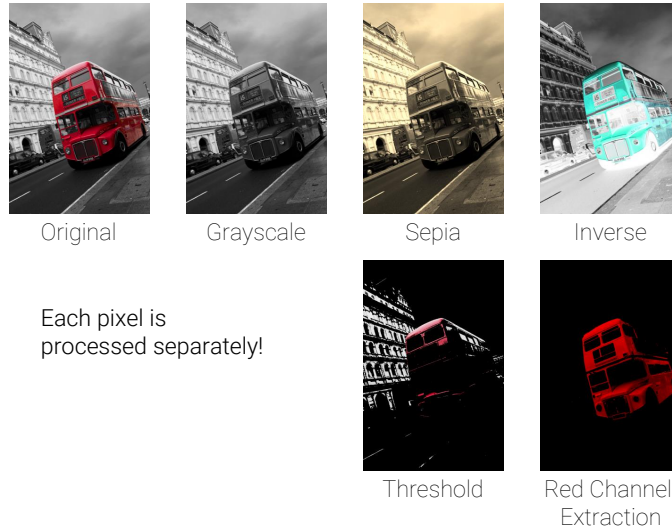 Original
Grayscale
Sepia
Inverse
Each pixel is
processed separately!
Threshold
Red Channel
Extraction